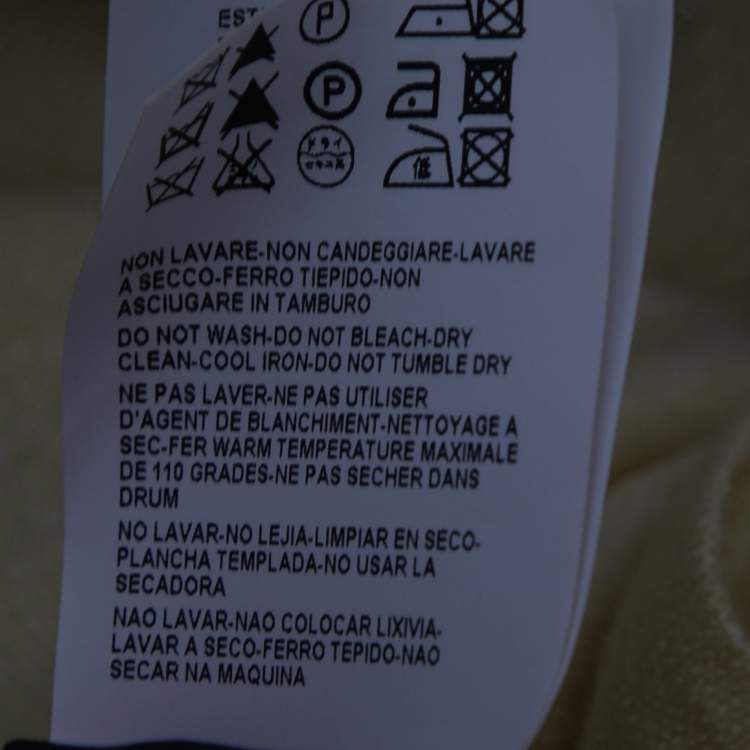 EST
P
P
ドライ
セキユ系
低
NON LAVARE-NON CANDEGGIARE-LAVARE
A SECCO-FERRO TIEPIDO-NON
ASCIUGARE IN TAMBURO
DO NOT WASH-DO NOT BLEACH-DRY
CLEAN-COOL IRON-DO NOT TUMBLE DRY
NE PAS LAVER-NE PAS UTILISER
D'AGENT DE BLANCHIMENT-NETTOYAGE A
SEC-FER WARM TEMPERATURE MAXIMALE
DE 110 GRADES-NE PAS SECHER DANS
DRUM
NO LAVAR-NO LEJIA-LIMPIAR EN SECO-
PLANCHA TEMPLADA-NO USAR LA
SECADORA
NAO LAVAR-NAO COLOCAR LIXIVIA-
LAVAR A SECO-FERRO TEPIDO-NAO
SECAR NA MAQUINA